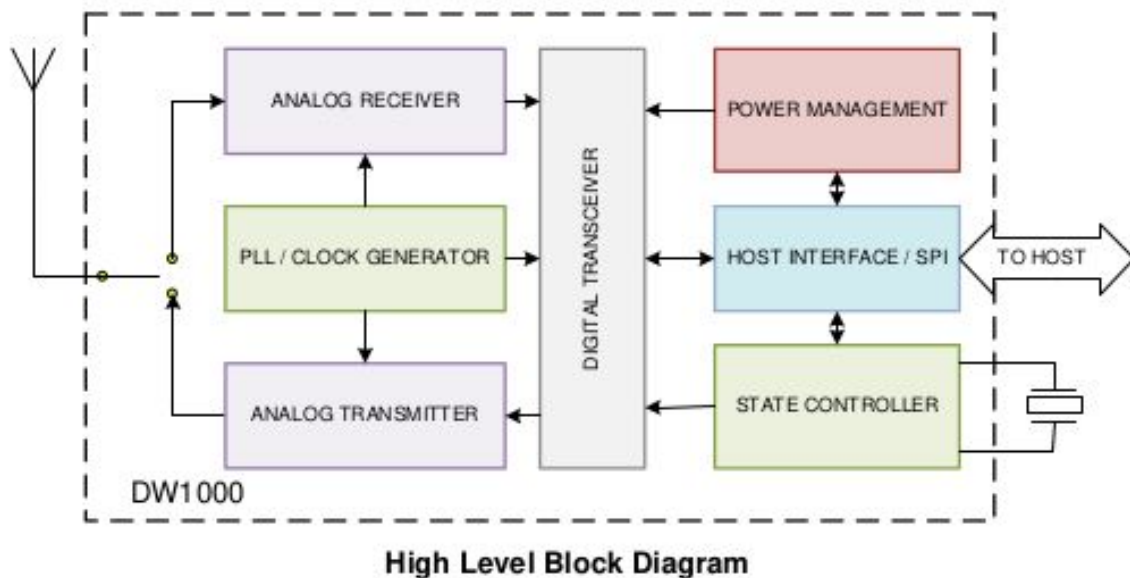 ANALOG RECEIVER
POWER MANAGEMENT
PLL / CLOCK GENERATOR
DIGITAL TRANSCEIVER
HOST INTERFACE / SPI
TO HOST
ANALOG TRANSMITTER
STATE CONTROLLER
DW1000
High Level Block Diagram